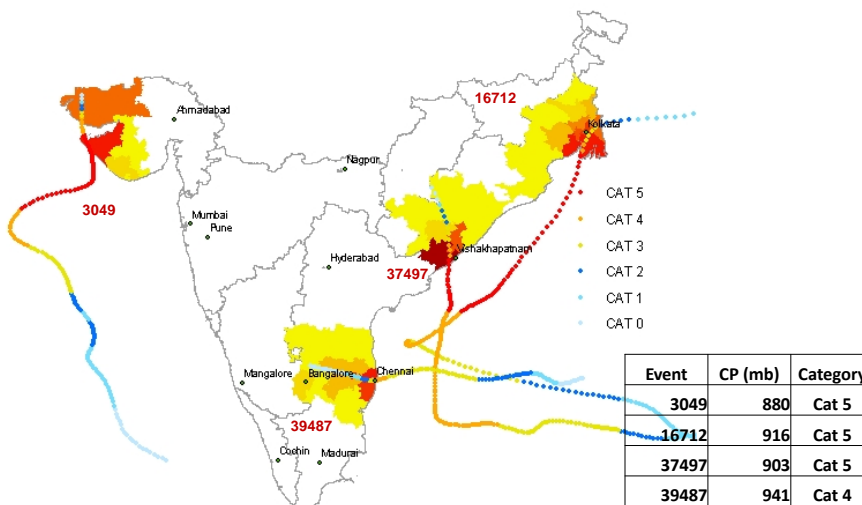 16712
Ahmadabad
Kolkata
Nagpur
CAT 5
3049
CAT 4
Mumbai
Pune
CAT 3
Vishakhapatnam
Hyderabad
37497
CAT 2
CAT 1
CAT 0
Mangalore
Bangalore
Chennai
39487
Cochin
Madurai
Event CP (mb) Category
3049 880 Cat 5
16712 916 Cat 5
37497 903 Cat 5
39487 941 Cat 4